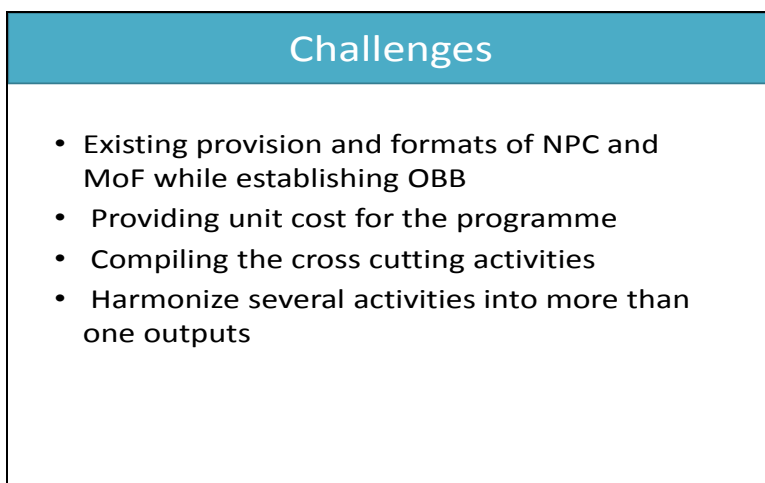 Challenges
• Existing provision and formats of NPC and
MoF while establishing OBB
• Providing unit cost for the programme
• Compiling the cross cutting activities
• Harmonize several activities into more than
one outputs